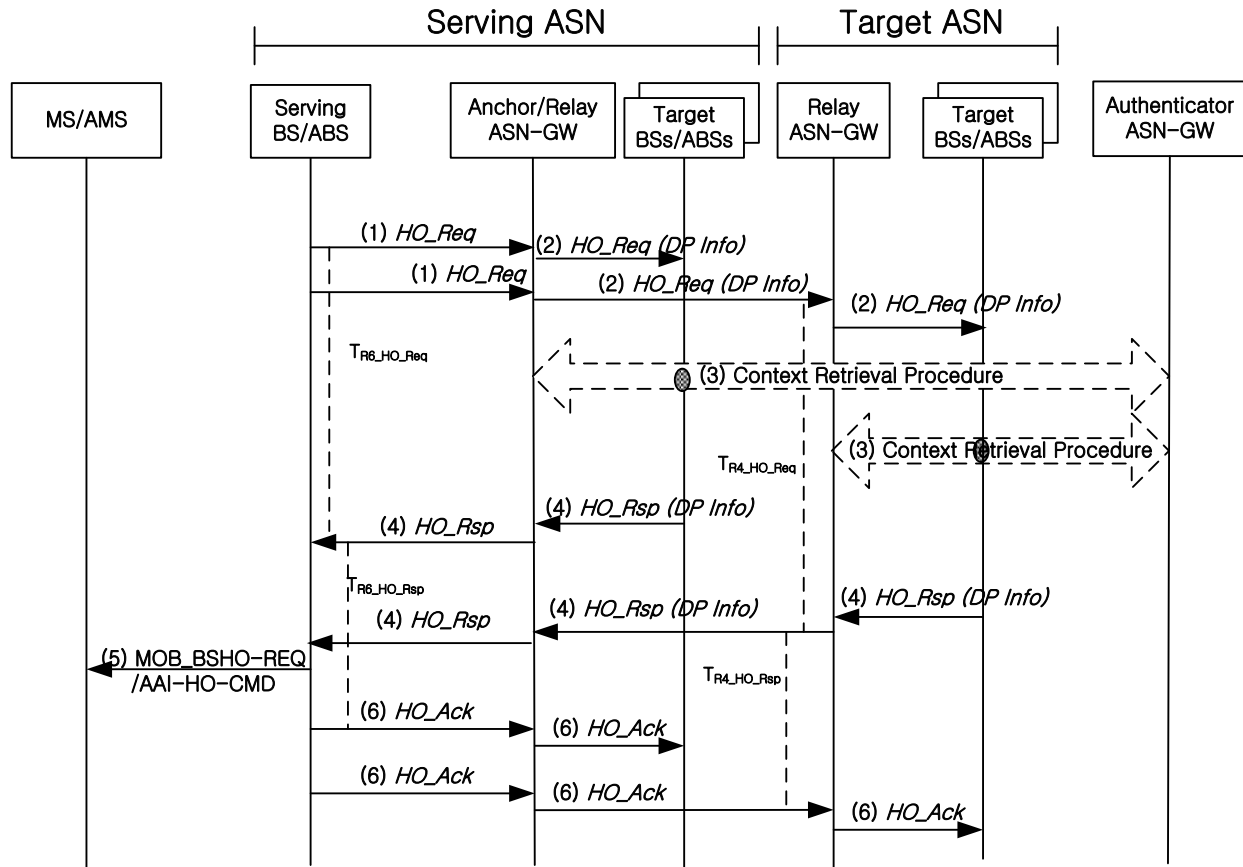 Serving ASN
Target ASN
MS/AMS
Serving
BS/ABS
Anchor/Relay
ASN-GW
Target
BSs/ABSs
Relay
ASN-GW
Target
BSs/ABSs
Authenticator
ASN-GW
(1) HO_Req
(2) HO_Req (DP Info)
(1) HO_Req
(2) HO_Req (DP Info)
(2) HO_Req (DP Info)
TR6_HO_Req
(3) Context Retrieval Procedure
(3) Context Retrieval Procedure
TR4_HO_Req
(4) HO_Rsp (DP Info)
(4) HO_Rsp
TR6_HO_Rsp
(4) HO_Rsp (DP Info)
(4) HO_Rsp (DP Info)
(4) HO_Rsp
(5) MOB_BSHO-REQ
/AAI-HO-CMD
TR4_HO_Rsp
(6) HO_Ack
(6) HO_Ack
(6) HO_Ack
(6) HO_Ack
(6) HO_Ack